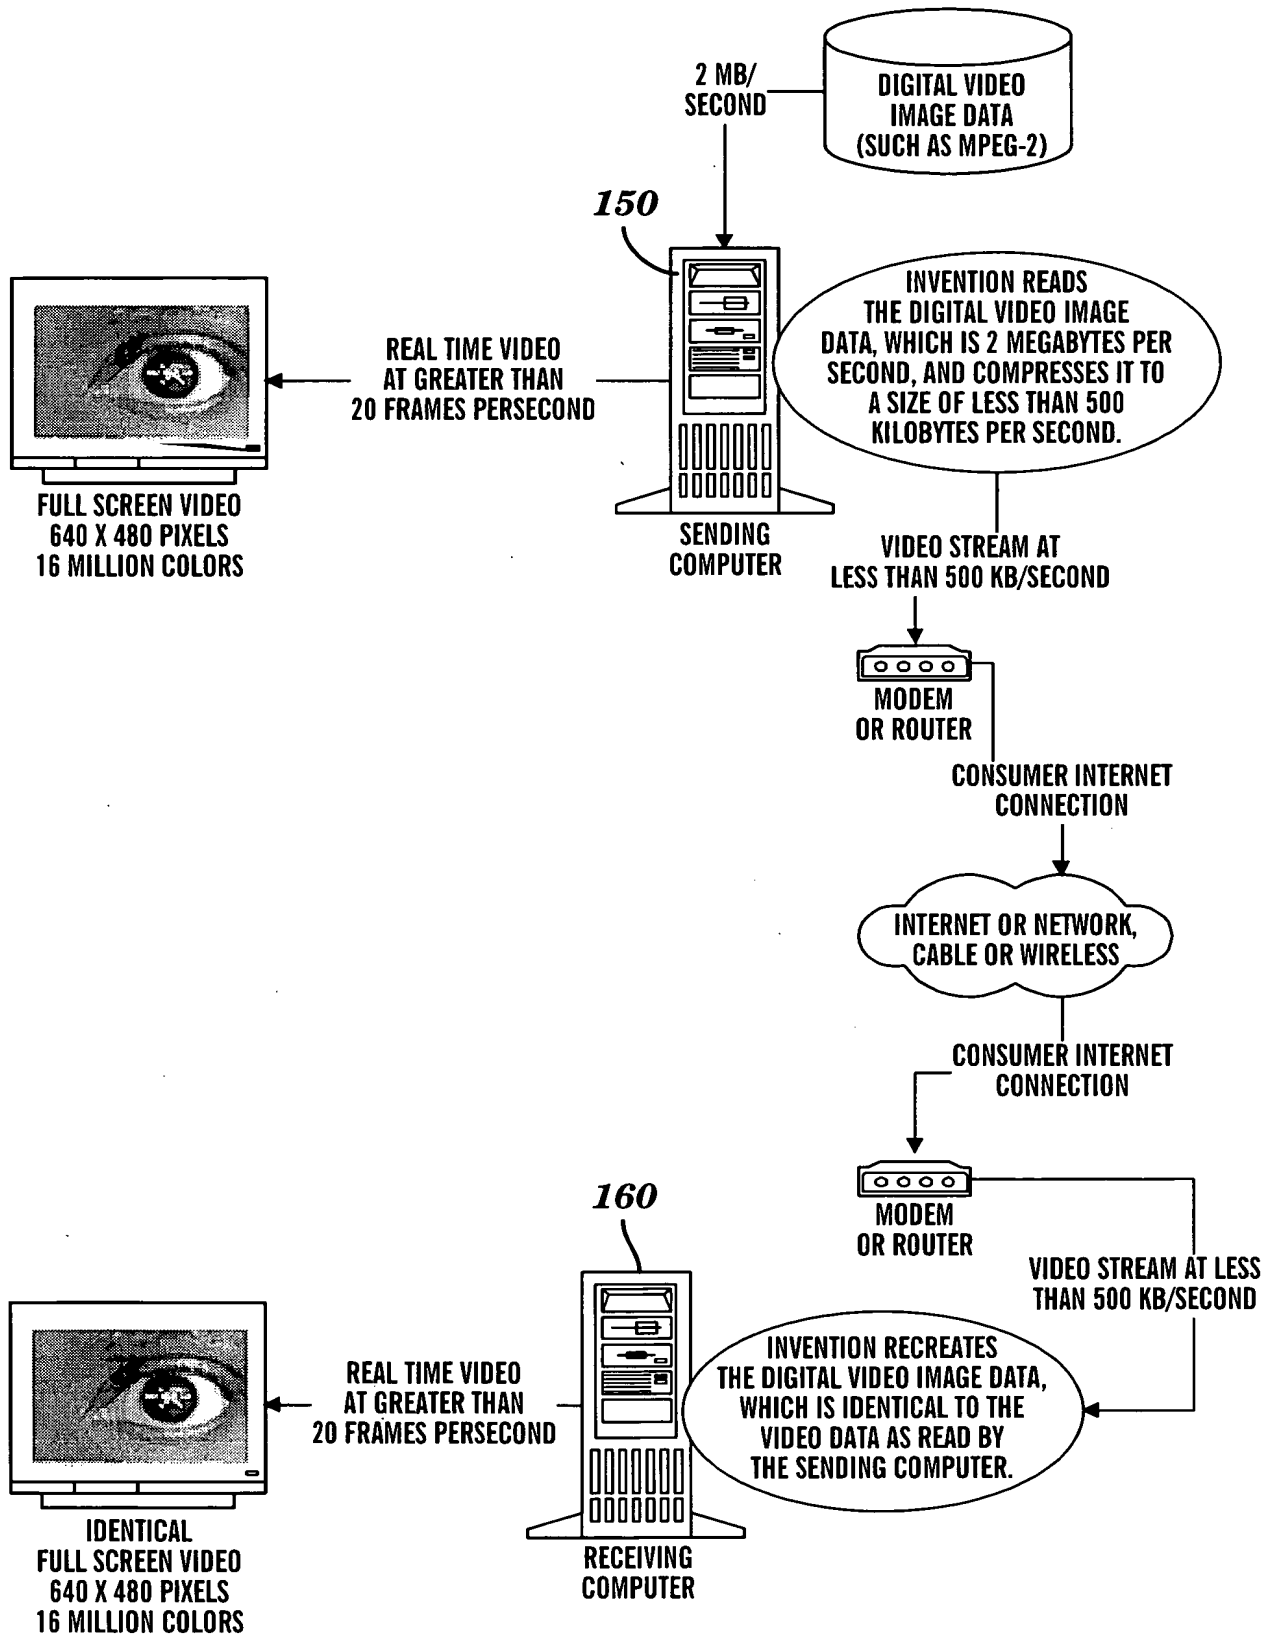 2 MB/
SECOND
DIGITAL VIDEO
IMAGE DATA
(SUCH AS MPEG-2)
150
INVENTION READS
THE DIGITAL VIDEO IMAGE
DATA, WHICH IS 2 MEGABYTES PER
SECOND, AND COMPRESSES IT TO
A SIZE OF LESS THAN 500
KILOBYTES PER SECOND.
REAL TIME VIDEO
AT GREATER THAN
20 FRAMES PERSECOND
FULL SCREEN VIDEO
640 X 480 PIXELS
16 MILLION COLORS
SENDING
COMPUTER
VIDEO STREAM AT
LESS THAN 500 KB/SECOND
MODEM
OR ROUTER
CONSUMER INTERNET
CONNECTION
INTERNET OR NETWORK,
CABLE OR WIRELESS
CONSUMER INTERNET
CONNECTION
MODEM
OR ROUTER
VIDEO STREAM AT LESS
THAN 500 KB/SECOND
160
INVENTION RECREATES
THE DIGITAL VIDEO IMAGE DATA,
WHICH IS IDENTICAL TO THE
VIDEO DATA AS READ BY
THE SENDING COMPUTER.
REAL TIME VIDEO
AT GREATER THAN
20 FRAMES PERSECOND
IDENTICAL
FULL SCREEN VIDEO
640 X 480 PIXELS
16 MILLION COLORS
RECEIVING
COMPUTER